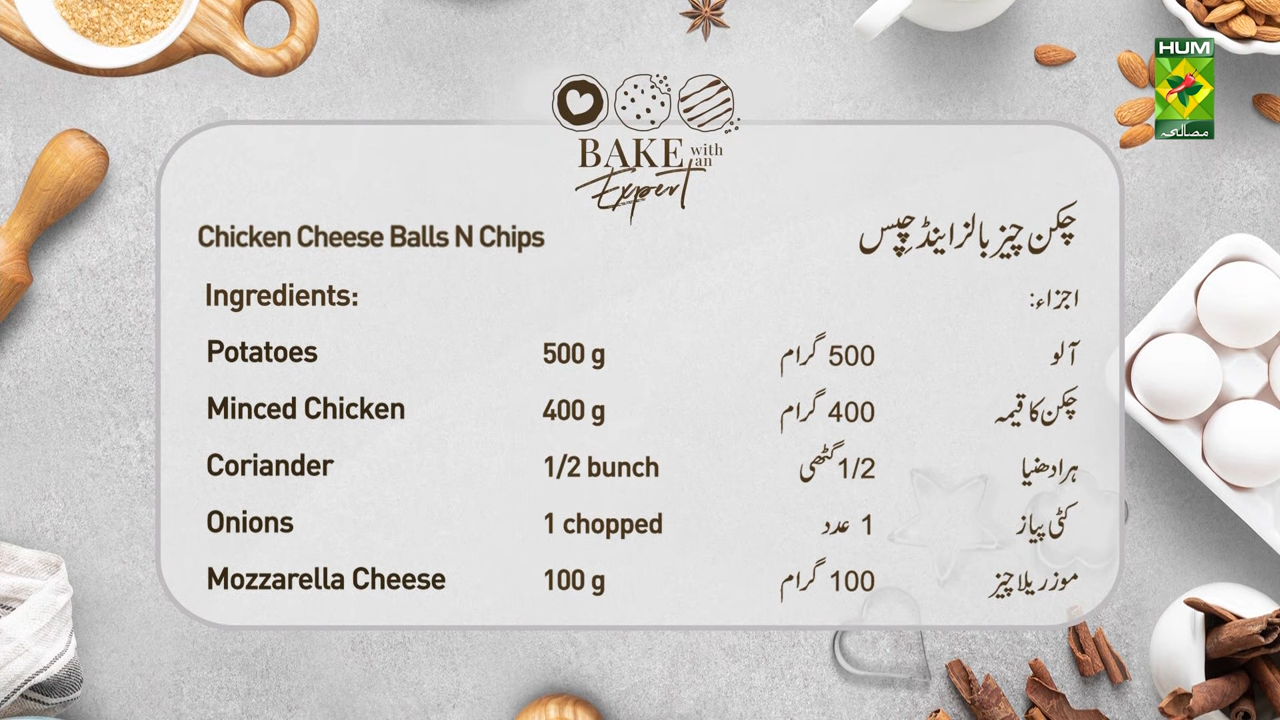 HUM
مصالحہ
BAKE with an
Expert
Chicken Cheese Balls N Chips چکن چیز بالز اینڈ چپس
Ingredients: اجزاء:
Potatoes 500 g 500 گرام آلو
Minced Chicken 400 g 400 گرام چکن کا قیمہ
Coriander 1/2 bunch 1/2 گٹھی ہرا دھنیا
Onions 1 chopped 1 عدد کٹی پیاز
Mozzarella Cheese 100 g 100 گرام موزریلا چیز